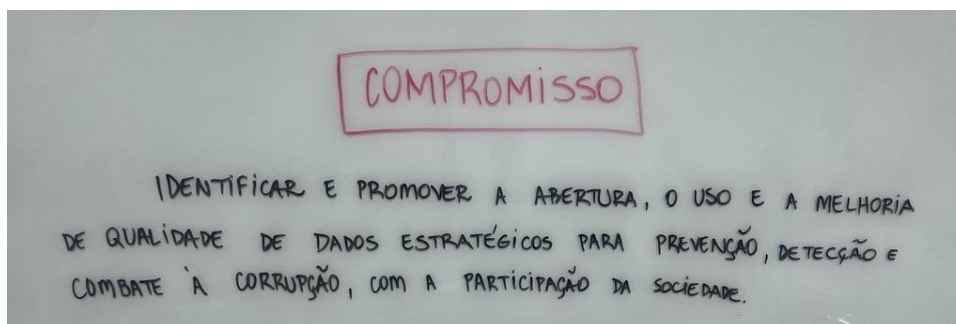 COMPROMISSO
IDENTIFICAR E PROMOVER A ABERTURA, O USO E A MELHORIA
DE QUALIDADE DE DADOS ESTRATÉGICOS PARA PREVENÇÃO, DETECÇÃO E
COMBATE À CORRUPÇÃO, COM A PARTICIPAÇÃO DA SOCIEDADE.